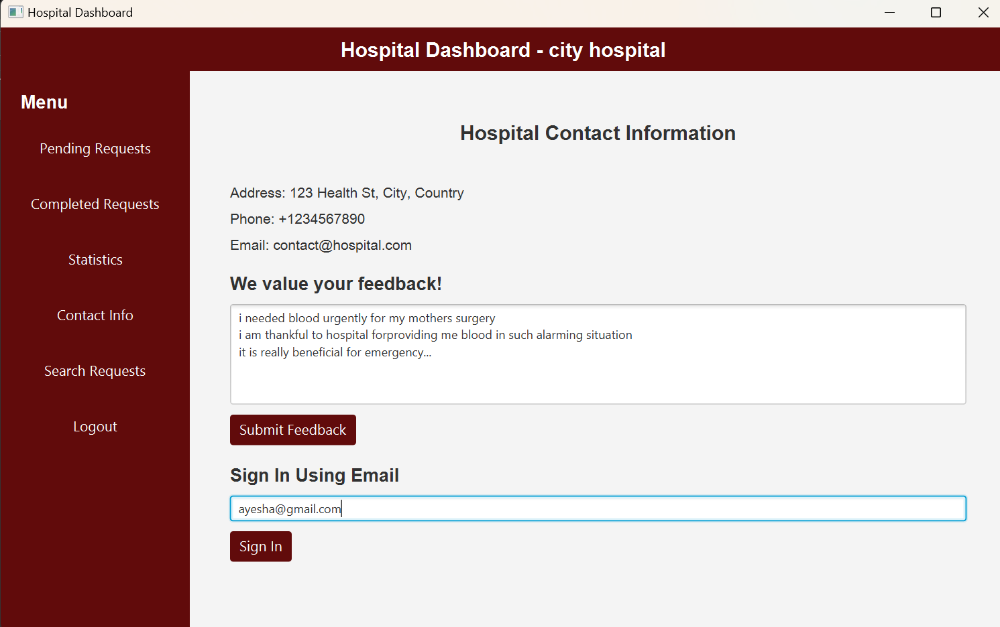 Hospital Dashboard
Hospital Dashboard - city hospital
Menu
Pending Requests
Completed Requests
Statistics
Contact Info
Search Requests
Logout
Hospital Contact Information
Address: 123 Health St, City, Country
Phone: +1234567890
Email: contact@hospital.com
We value your feedback!
i needed blood urgently for my mothers surgery
i am thankful to hospital forproviding me blood in such alarming situation
it is really beneficial for emergency...
Submit Feedback
Sign In Using Email
ayesha@gmail.com
Sign In